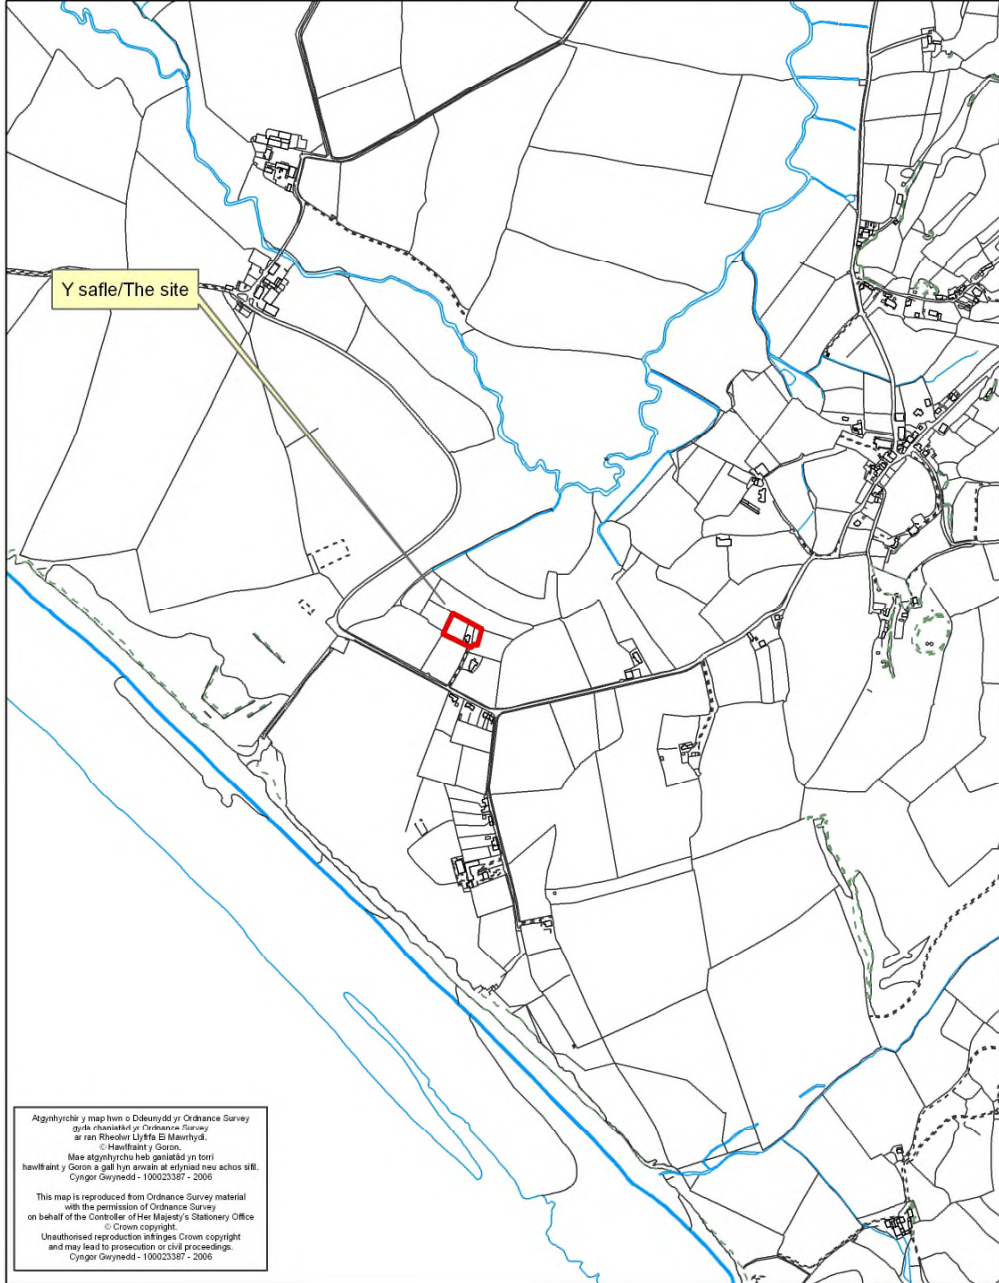 Y safle/The site
Atgynhyrchir y map hwn o Ddeunydd yr Ordnance Survey
gyda chaniatâd yr Ordnance Survey
ar ran Rheolwr Llyfrfa Ei Mawrhydi.
© Hawlfraint y Goron.
Mae atgynhyrchu heb ganiatâd yn torri
hawlfraint y Goron a gall hyn arwain at erlyniad neu achos sifil.
Cyngor Gwynedd - 100023387 - 2006
This map is reproduced from Ordnance Survey material
with the permission of Ordnance Survey
on behalf of the Controller of Her Majesty's Stationery Office
© Crown copyright.
Unauthorised reproduction infringes Crown copyright
and may lead to prosecution or civil proceedings.
Cyngor Gwynedd - 100023387 - 2006